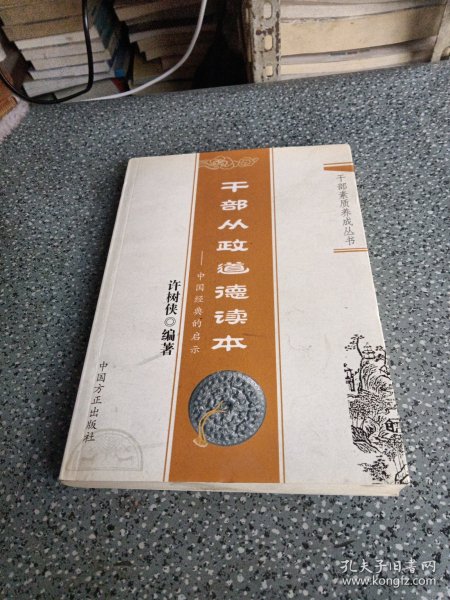 干部素质养成丛书
干部从政道德读本
——中国经典的启示
许树侠◎编著
中国方正出版社
孔夫子旧书网
www.kongfz.com